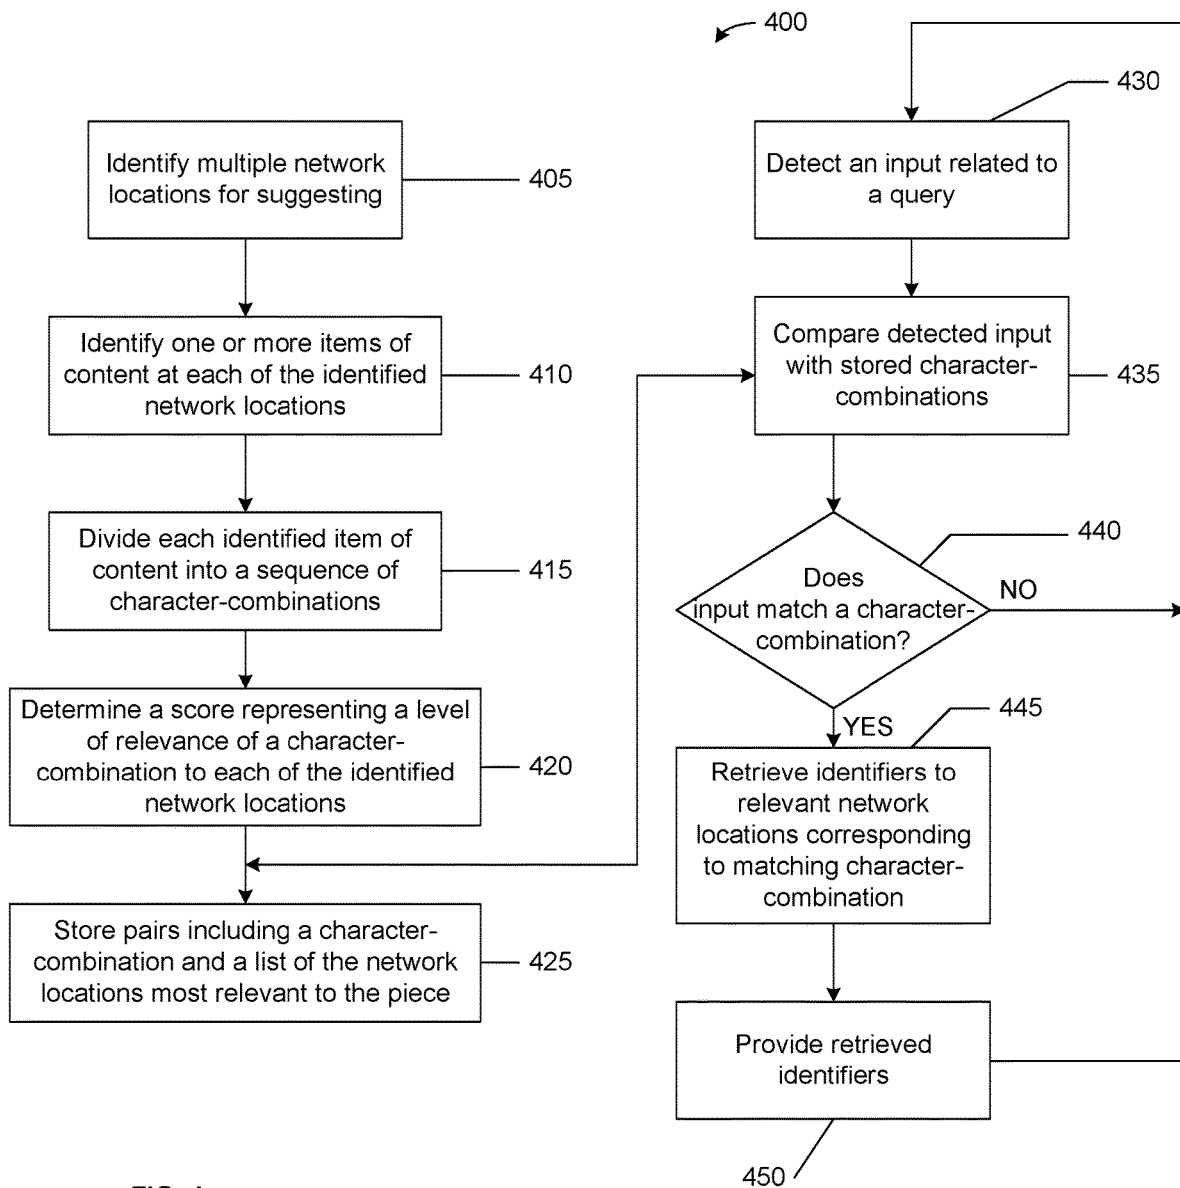 400
Identify multiple network
locations for suggesting
405
Identify one or more items of
content at each of the identified
network locations
410
Divide each identified item of
content into a sequence of
character-combinations
415
Determine a score representing a level
of relevance of a character-
combination to each of the identified
network locations
420
Store pairs including a character-
combination and a list of the network
locations most relevant to the piece
425
430
Detect an input related to
a query
Compare detected input
with stored character-
combinations
435
440
Does
input match a character-
combination?
NO
YES
445
Retrieve identifiers to
relevant network
locations corresponding
to matching character-
combination
Provide retrieved
identifiers
450